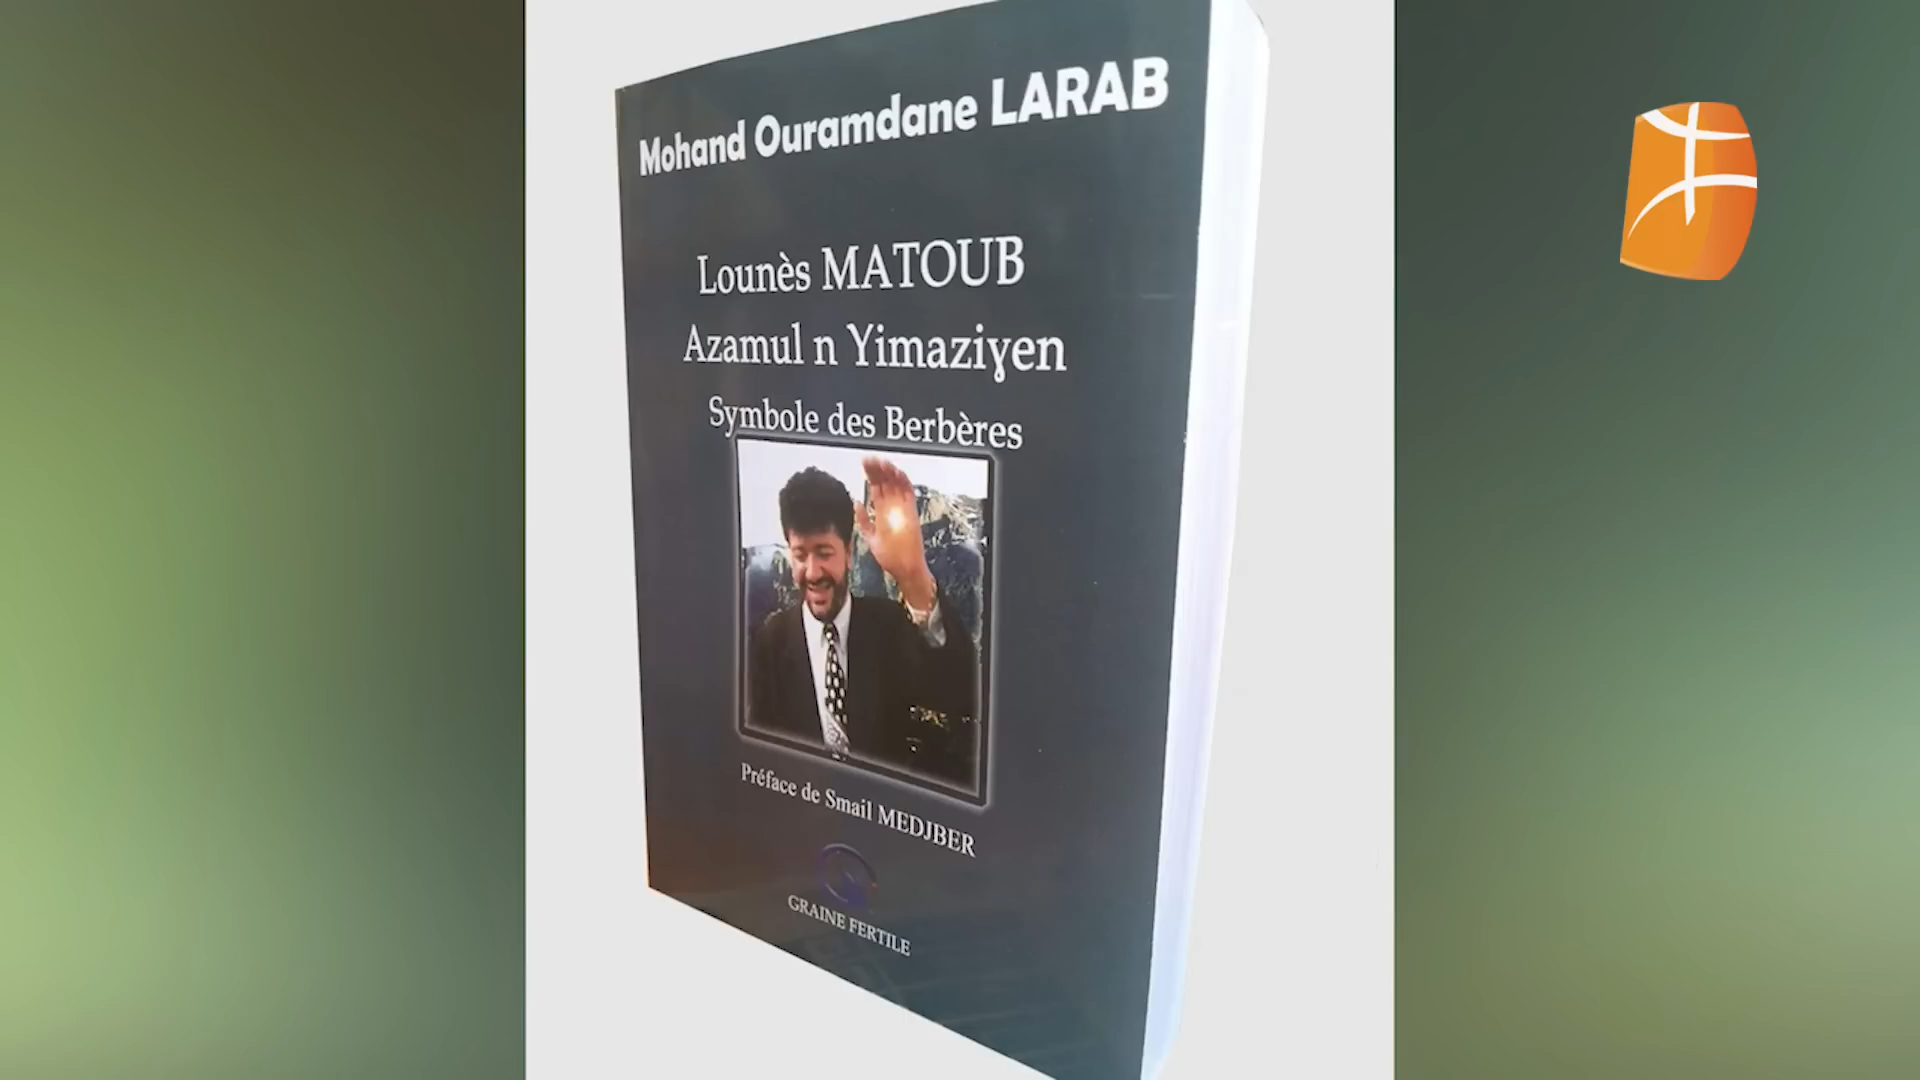 Mohand Ouramdane LARAB
Lounès MATOUB
Azamul n Yimaziɣen
Symbole des Berbères
Préface de Smail MEDJBER
GRAINE FERTILE